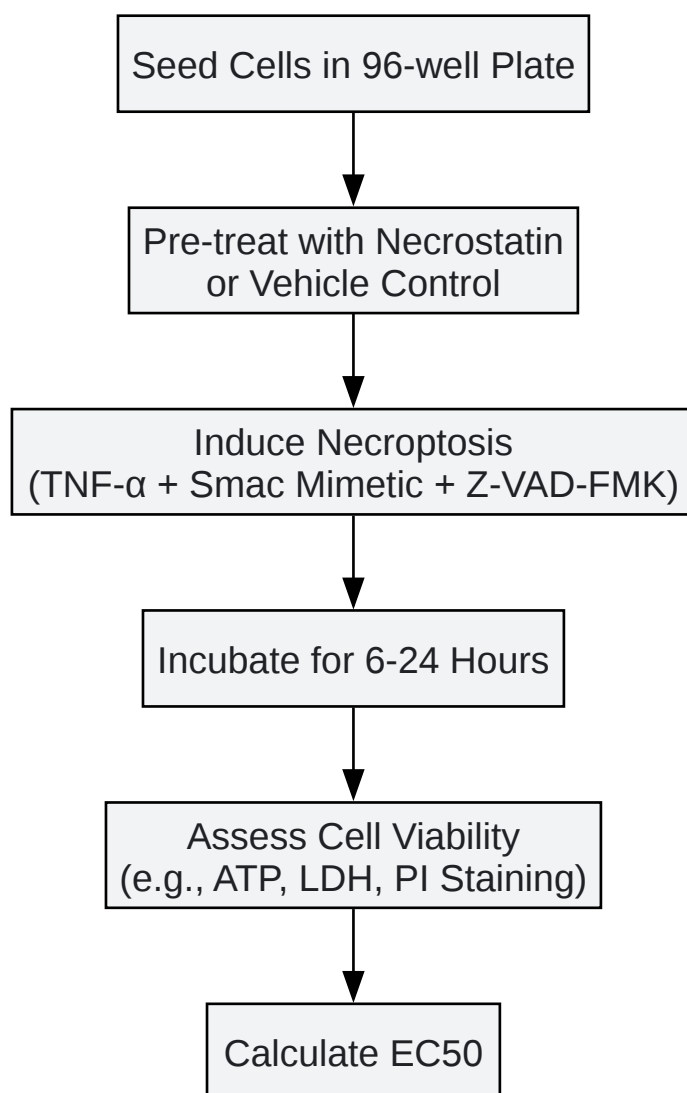 Seed Cells in 96-well Plate
Pre-treat with Necrostatin
or Vehicle Control
Induce Necroptosis
(TNF-α + Smac Mimetic + Z-VAD-FMK)
Incubate for 6-24 Hours
Assess Cell Viability
(e.g., ATP, LDH, PI Staining)
Calculate EC50